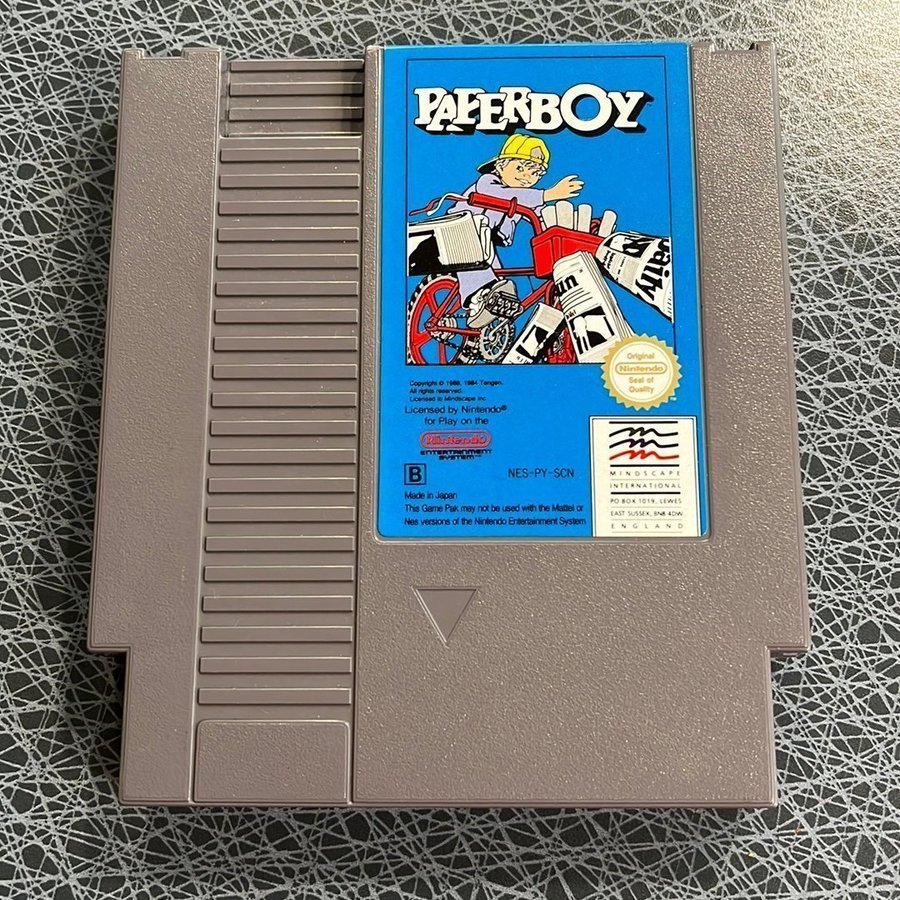 PAPERBOY
Daily
un
Original
Nintendo
Seal of
Quality
Copyright © 1988, 1984 Tengen.
All rights reserved.
Licensed to Mindscape Inc
Licensed by Nintendo®
for Play on the
Nintendo
ENTERTAINMENT
SYSTEM™
B
NES-PY-SCN
Made in Japan
This Game Pak may not be used with the Mattel or
Nes versions of the Nintendo Entertainment System
MINDSCAPE
INTERNATIONAL
PO BOX 1019, LEWES
EAST SUSSEX, BN8 4DW
ENGLAND